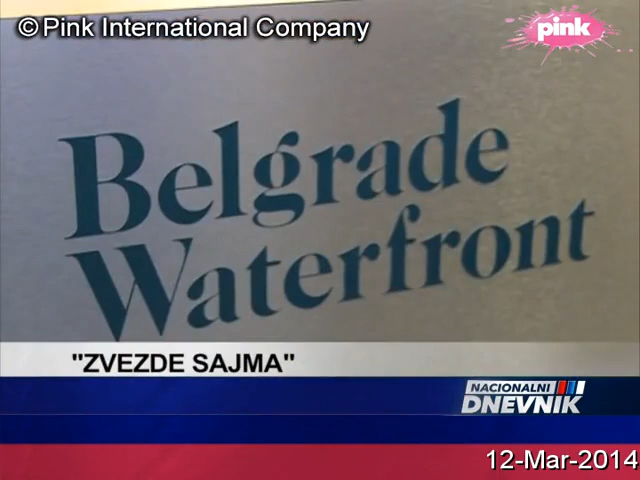 ©Pink International Company
pink
Belgrade
Waterfront
"ZVEZDE SAJMA"
NACIONALNI
DNEVNIK
12-Mar-2014